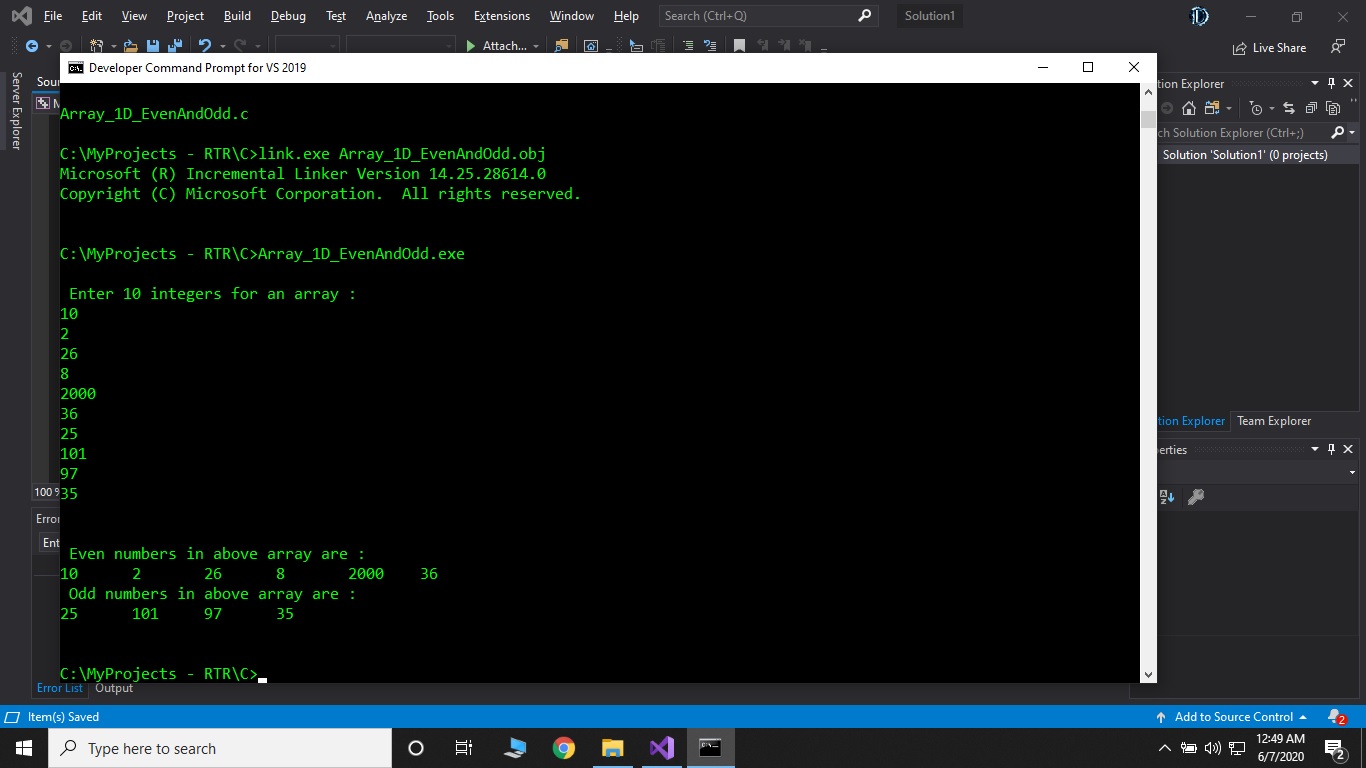 File Edit View Project Build Debug Test Analyze Tools Extensions Window Help Search (Ctrl+Q) Solution1
Attach... Live Share
Server Explorer
Developer Command Prompt for VS 2019
Array_1D_EvenAndOdd.c
C:\MyProjects - RTR\C>link.exe Array_1D_EvenAndOdd.obj
Microsoft (R) Incremental Linker Version 14.25.28614.0
Copyright (C) Microsoft Corporation.  All rights reserved.
C:\MyProjects - RTR\C>Array_1D_EvenAndOdd.exe
Enter 10 integers for an array :
10
2
26
8
2000
36
25
101
97
35
Even numbers in above array are :
10 2 26 8 2000 36
Odd numbers in above array are :
25 101 97 35
C:\MyProjects - RTR\C>
Sou
100 %
Erro
Ent
Error List Output
tion Explorer
ch Solution Explorer (Ctrl+;)
Solution 'Solution1' (0 projects)
tion Explorer Team Explorer
erties
Item(s) Saved Add to Source Control 2
Type here to search
12:49 AM
6/7/2020
2